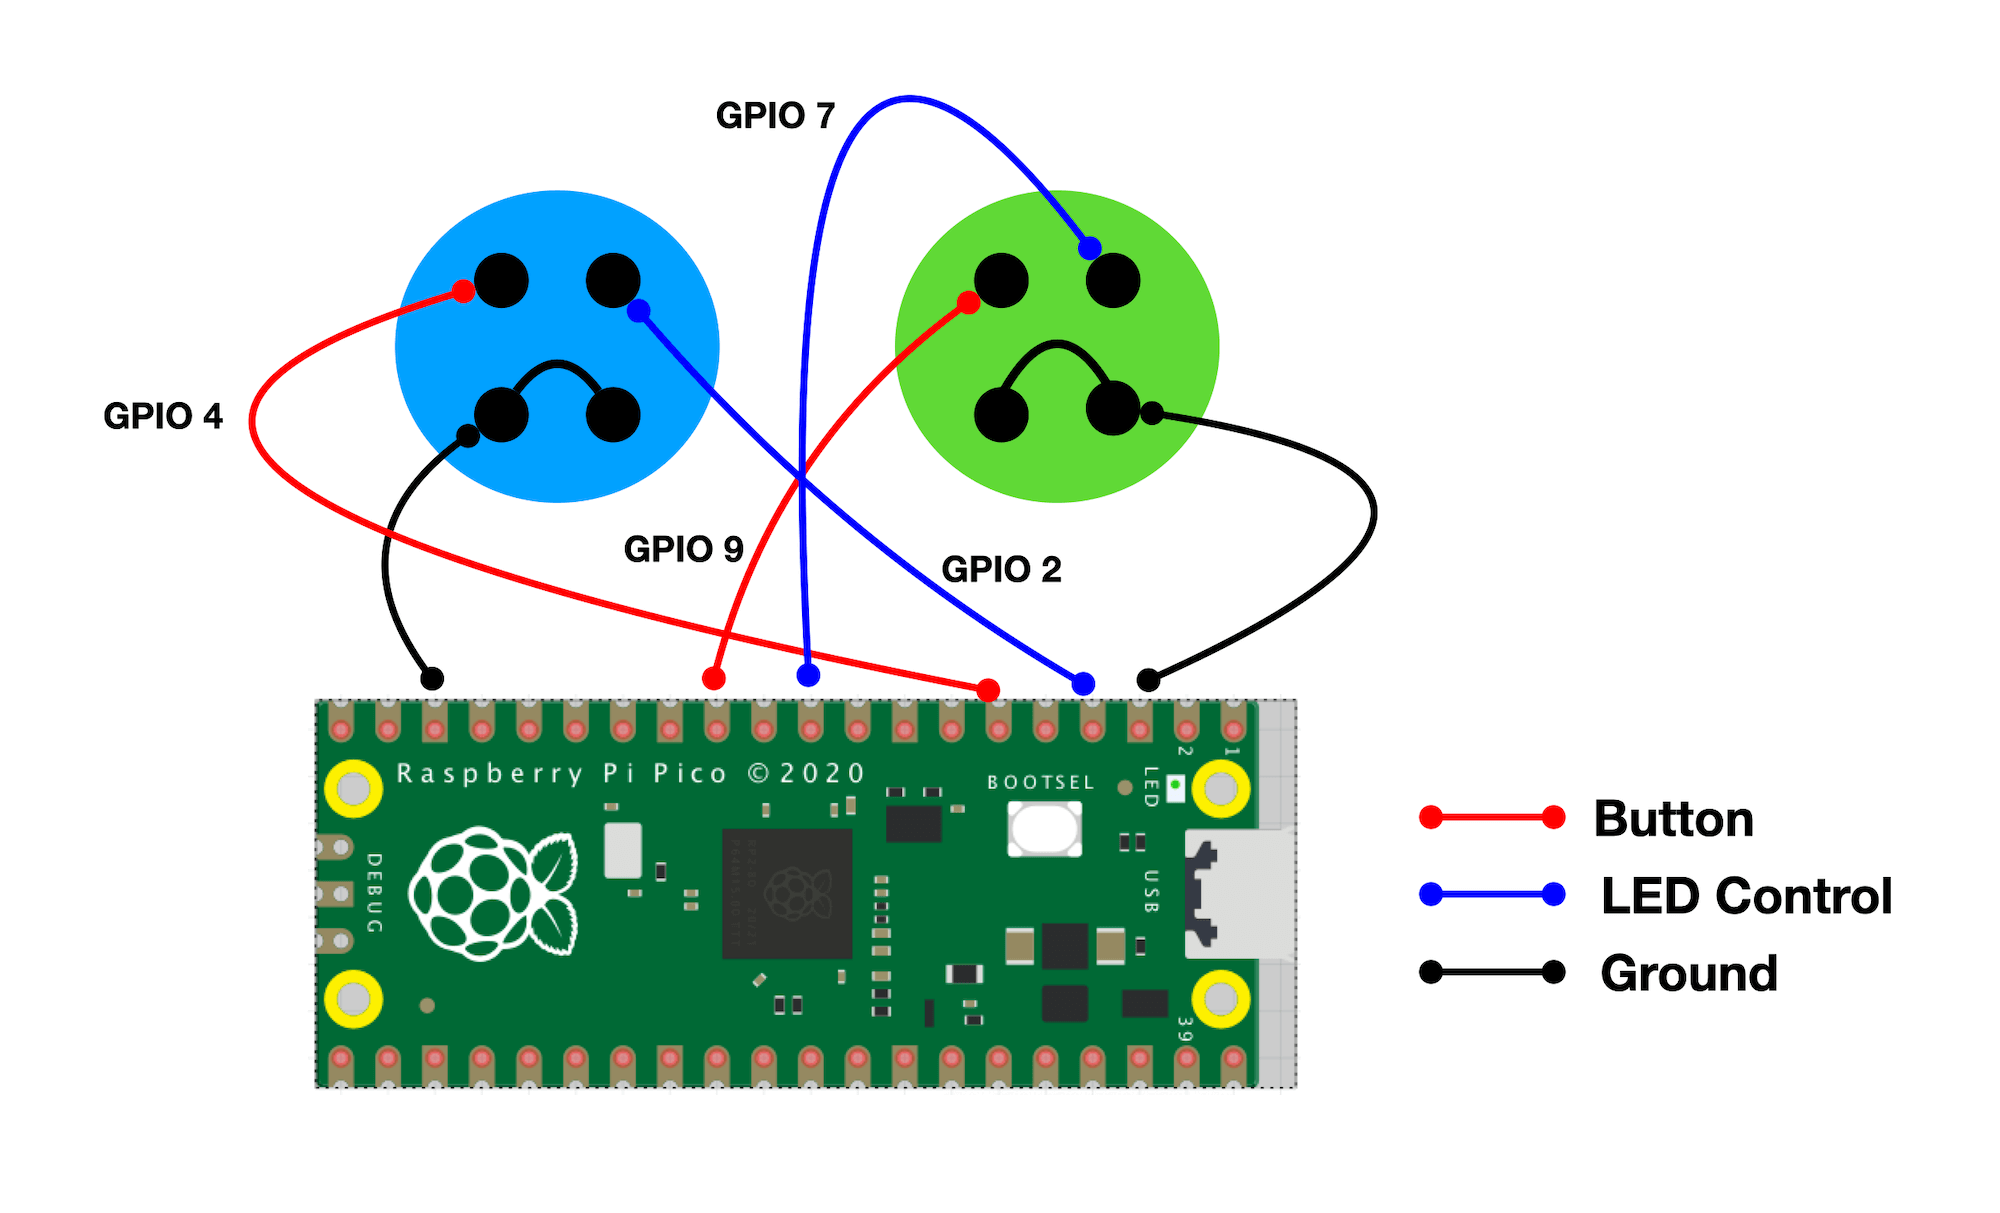 GPIO 7
GPIO 4
GPIO 9
GPIO 2
2
1
Raspberry Pi Pico ©2020
BOOTSEL
LED
Button
DEBUG
USB
LED Control
Ground
39